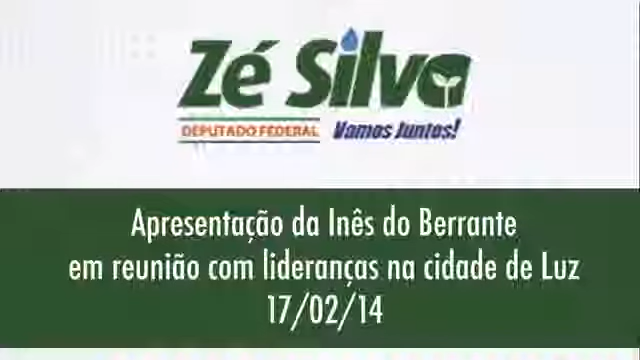 Zé Silva
DEPUTADO FEDERAL Vamos Juntos!
Apresentação da Inês do Berrante
em reunião com lideranças na cidade de Luz
17/02/14